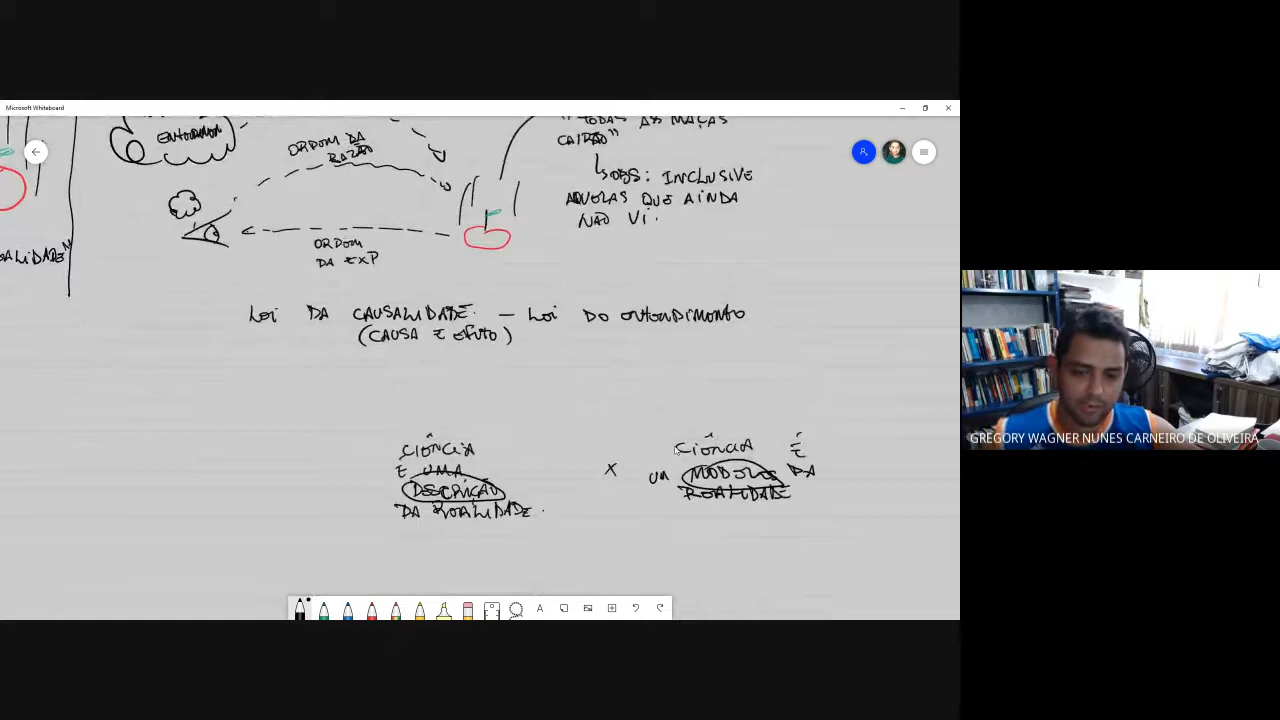 Microsoft Whiteboard
"TODAS AS MAÇAS
CAIRÃO"
ORDEM DA
RAZÃO
OBS: INCLUSIVE
AQUELAS QUE AINDA
NÃO VI.
ORDEM
DA EXP
ALIDADE"
LEI DA CAUSALIDADE — LEI DO ENTENDIMENTO
(CAUSA E EFEITO)
CIÊNCIA
É UMA
DESCRIÇÃO
DA REALIDADE.
X
CIÊNCIA É
UM MODELO DA
REALIDADE
GREGORY WAGNER NUNES CARNEIRO DE OLIVEIRA